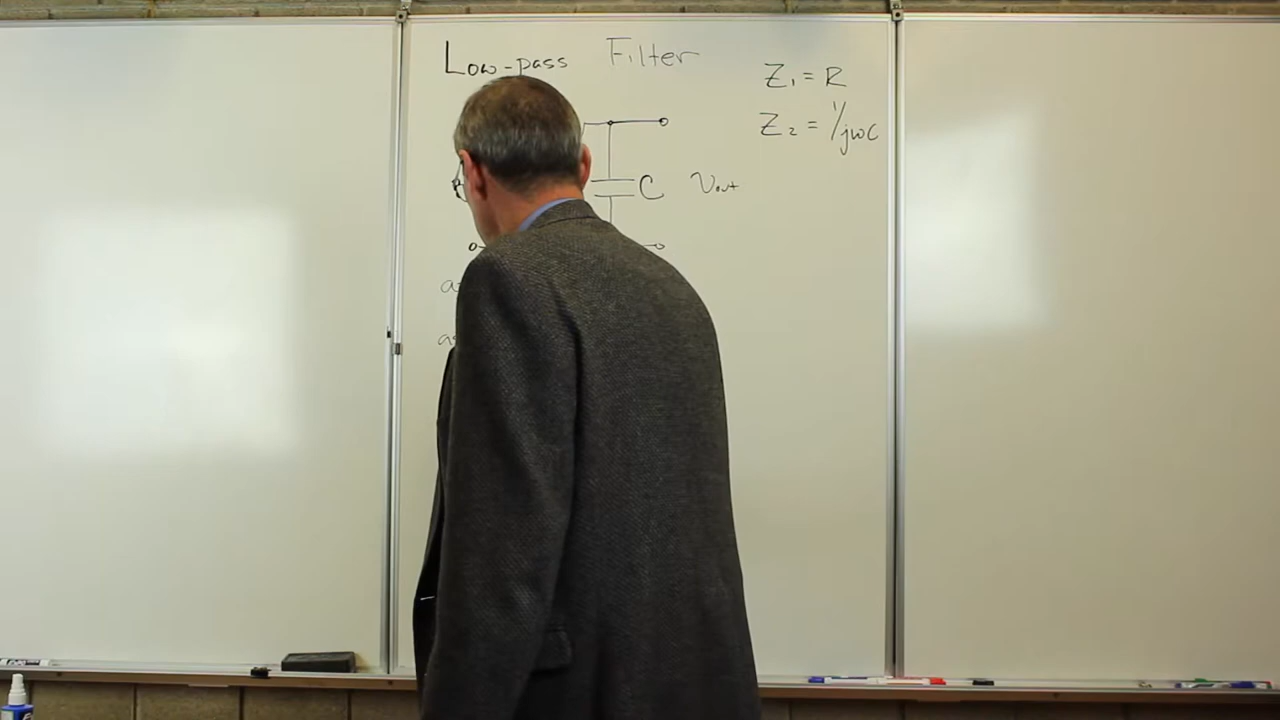 Low-pass Filter
Z₁ = R
Z₂ = 1/jωC
C Vout